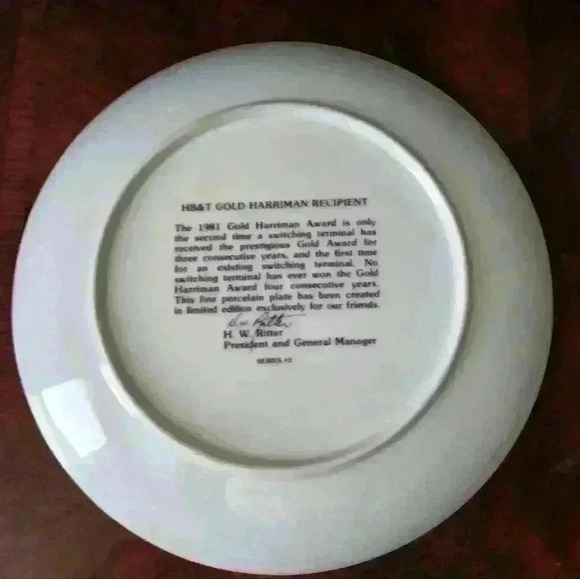 HB&T GOLD HARRIMAN RECIPIENT
The 1981 Gold Harriman Award is only
the second time a switching terminal has
received the prestigious Gold Award for
three consecutive years, and the first time
for an existing switching terminal. No
switching terminal has ever won the Gold
Harriman Award four consecutive years.
This fine porcelain plate has been created
in limited edition exclusively for our friends.
H. W. Ritter
H. W. Ritter
President and General Manager
SERIES